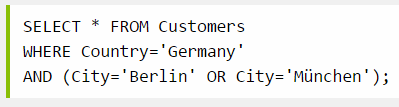 SELECT * FROM Customers
WHERE Country='Germany'
AND (City='Berlin' OR City='München');